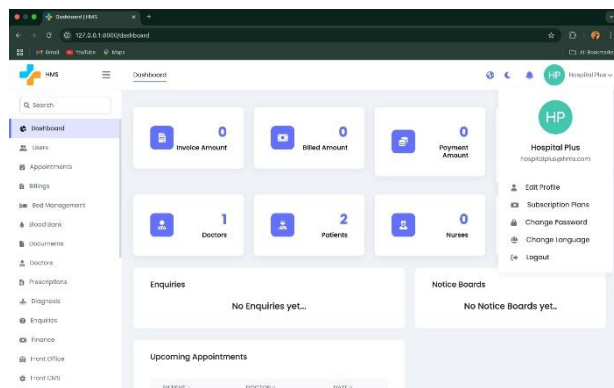 Dashboard | HMS
127.0.0.1:8000/dashboard
Gmail
YouTube
Maps
All Bookmarks
HMS
Dashboard
HP
Hospital Plus
Search
Dashboard
Users
Appointments
Billings
Bed Management
Blood Bank
Documents
Doctors
Prescriptions
Diagnosis
Enquiries
Finance
Front Office
Front CMS
0
Invoice Amount
0
Billed Amount
0
Payment
Amount
1
Doctors
2
Patients
0
Nurses
HP
Hospital Plus
hospitalplus@hms.com
Edit Profile
Subscription Plans
Change Password
Change Language
Logout
Enquiries
No Enquiries yet...
Notice Boards
No Notice Boards yet..
Upcoming Appointments
PATIENT
DOCTOR
DATE